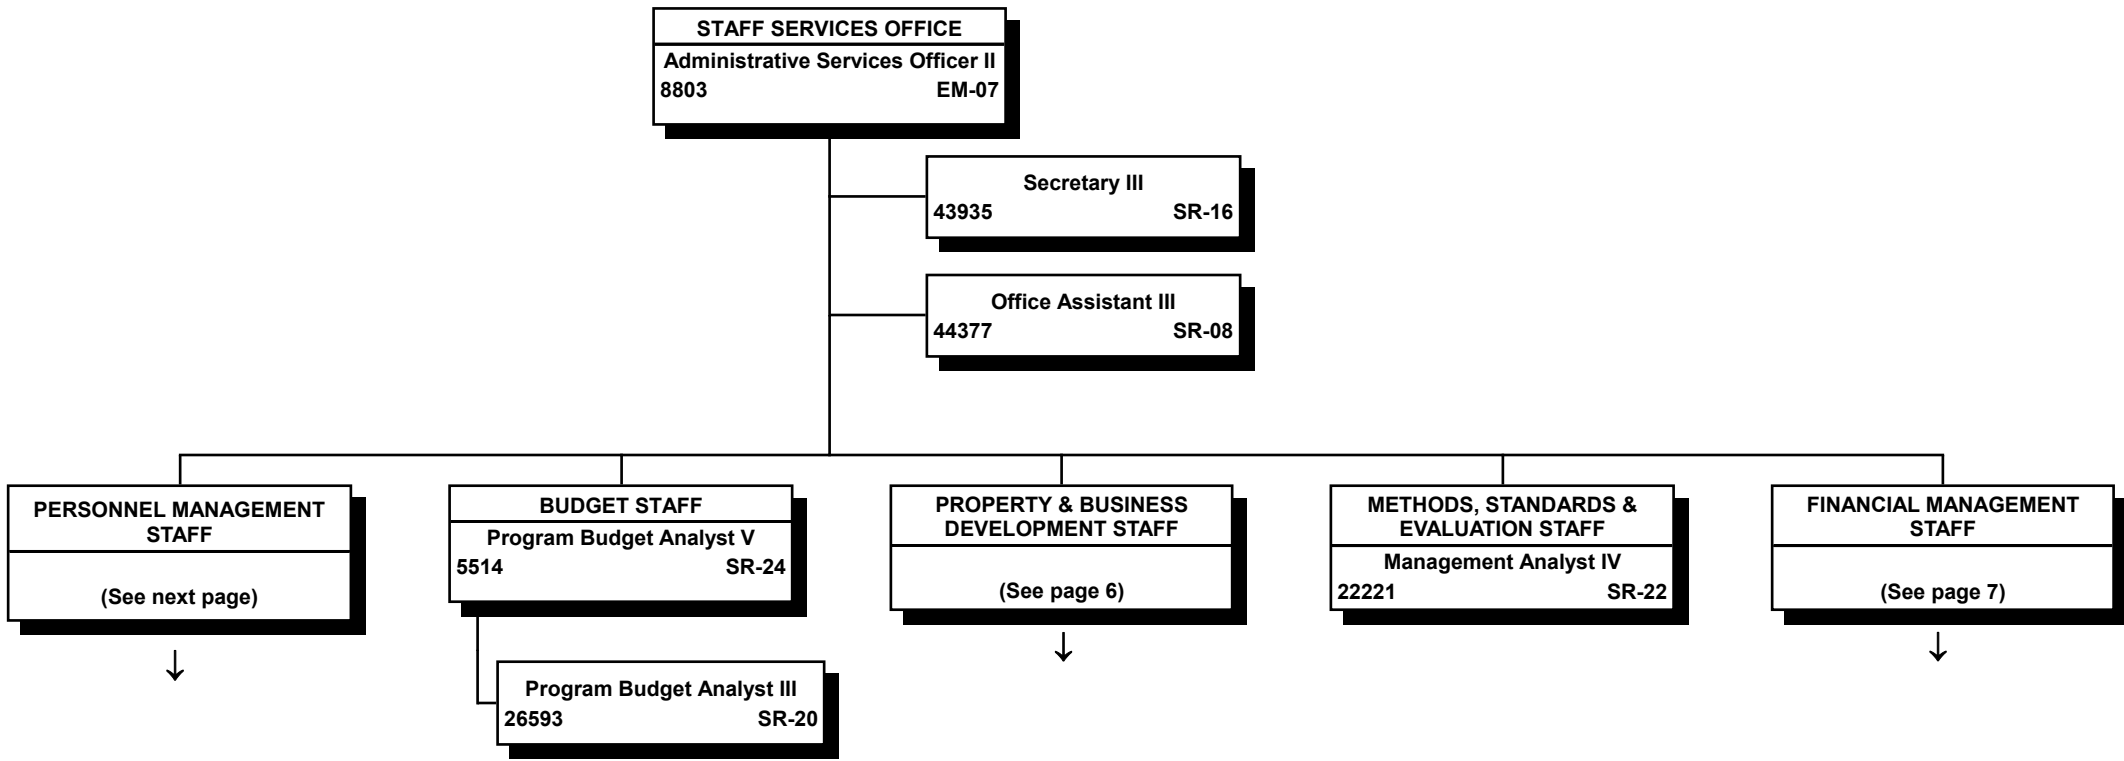 STAFF SERVICES OFFICE
Administrative Services Officer II
8803 EM-07
Secretary III
43935 SR-16
Office Assistant III
44377 SR-08
PERSONNEL MANAGEMENT
STAFF
(See next page)
↓
BUDGET STAFF
Program Budget Analyst V
5514 SR-24
Program Budget Analyst III
26593 SR-20
PROPERTY & BUSINESS
DEVELOPMENT STAFF
(See page 6)
↓
METHODS, STANDARDS &
EVALUATION STAFF
Management Analyst IV
22221 SR-22
FINANCIAL MANAGEMENT
STAFF
(See page 7)
↓